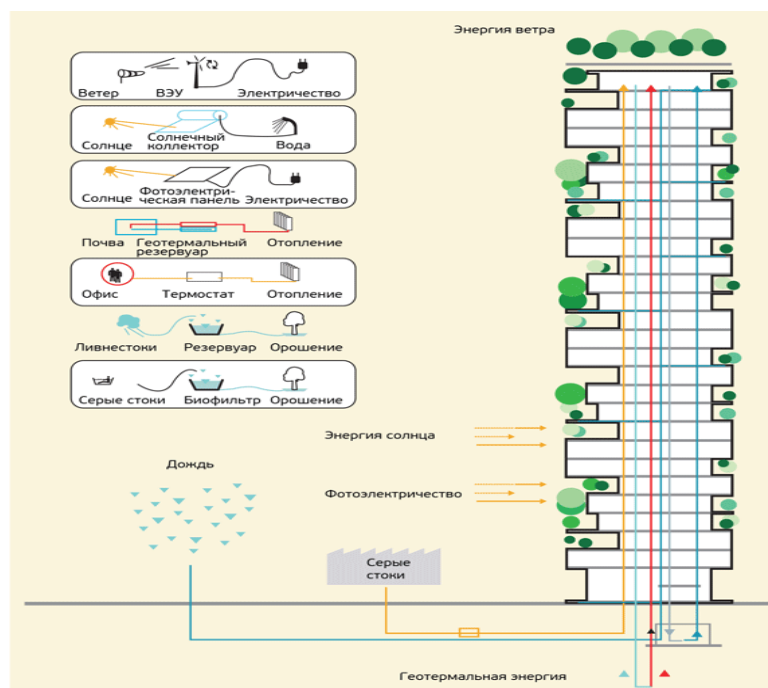 Энергия ветра
Ветер ВЭУ Электричество
Солнце Солнечный коллектор Вода
Солнце Фотоэлектри-
ческая панель Электричество
Почва Геотермальный резервуар Отопление
Офис Термостат Отопление
Ливнестоки Резервуар Орошение
Серые стоки Биофильтр Орошение
Энергия солнца
Дождь
Фотоэлектричество
Серые
стоки
Геотермальная энергия